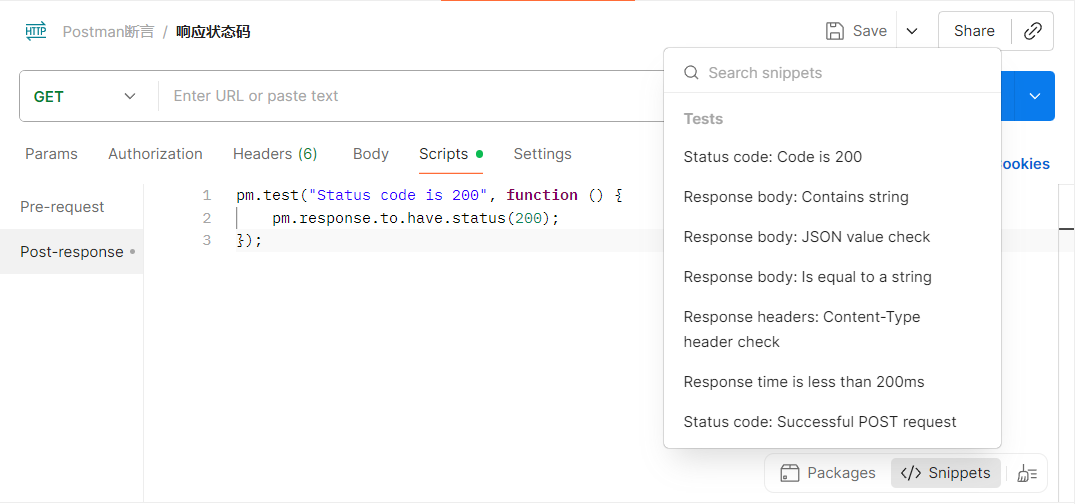 HTTP Postman断言 / 响应状态码
Save
Share
GET
Enter URL or paste text
Search snippets
Params Authorization Headers (6) Body Scripts Settings
ookies
Pre-request
Post-response
1 pm.test("Status code is 200", function () {
2 pm.response.to.have.status(200);
3 });
Tests
Status code: Code is 200
Response body: Contains string
Response body: JSON value check
Response body: Is equal to a string
Response headers: Content-Type
header check
Response time is less than 200ms
Status code: Successful POST request
Packages </> Snippets